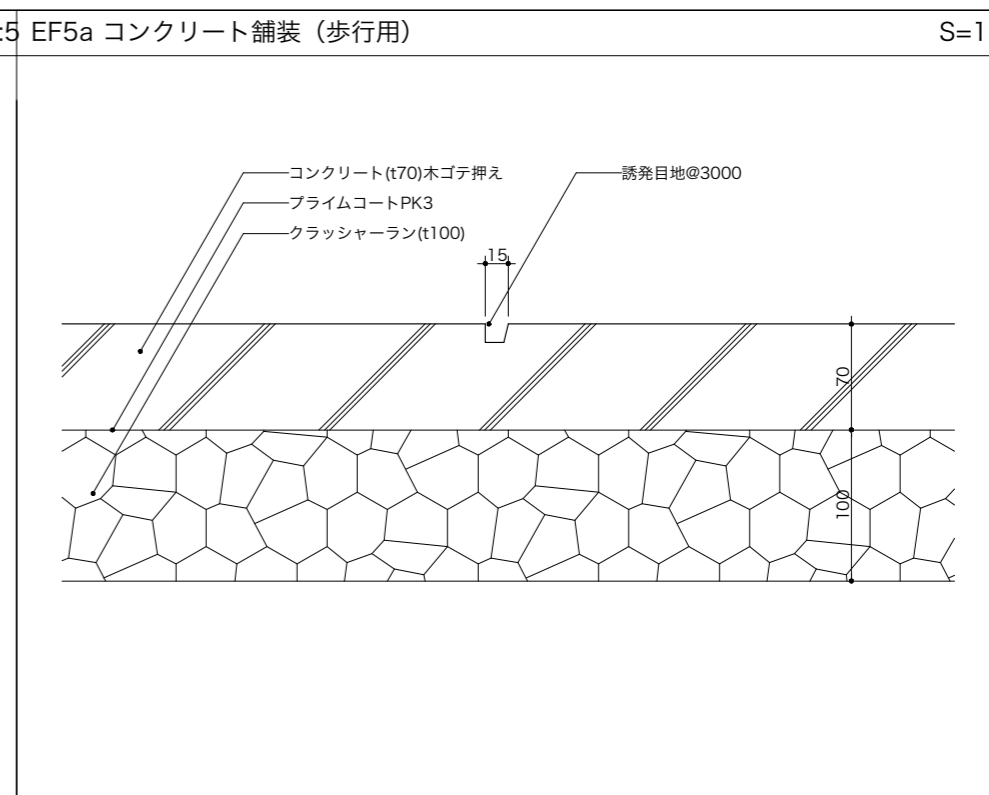 :5 EF5a コンクリート舗装（歩行用） S=1
コンクリート(t70)木ゴテ押え
誘発目地@3000
プライムコートPK3
クラッシャーラン(t100)
15
70
100